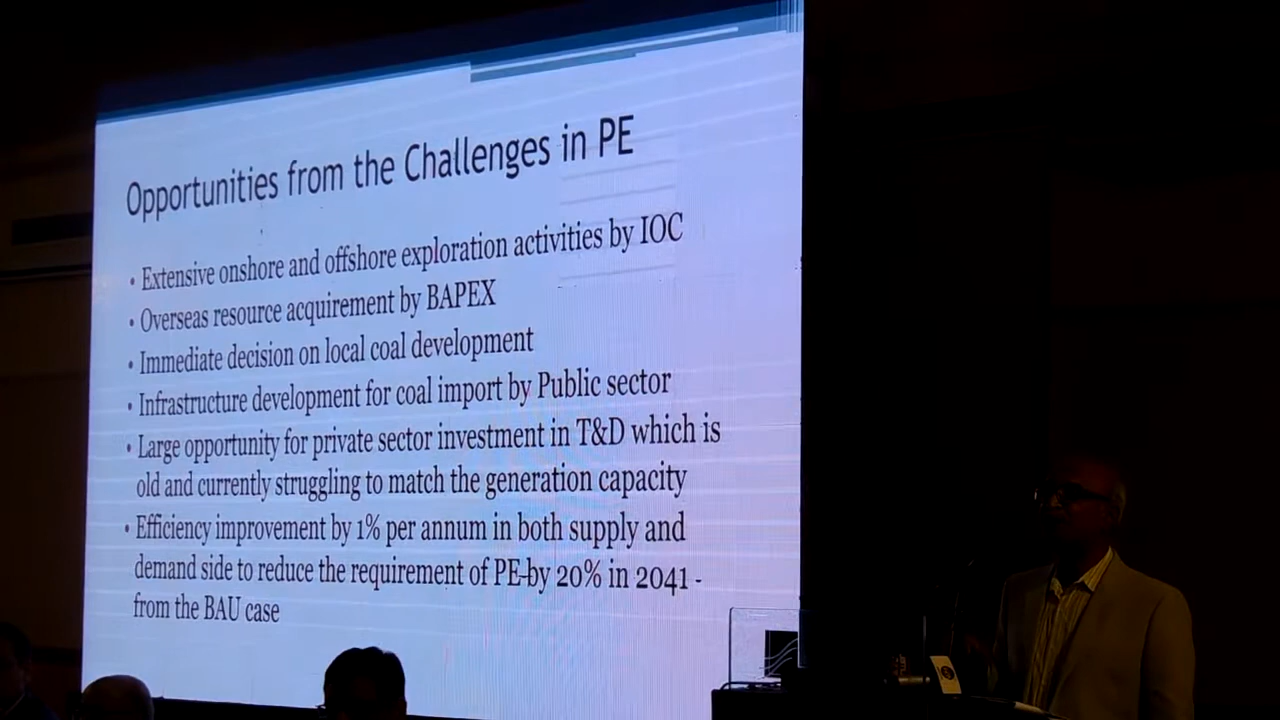 Opportunities from the Challenges in PE
• Extensive onshore and offshore exploration activities by IOC
• Overseas resource acquirement by BAPEX
• Immediate decision on local coal development
• Infrastructure development for coal import by Public sector
• Large opportunity for private sector investment in T&D which is
old and currently struggling to match the generation capacity
• Efficiency improvement by 1% per annum in both supply and
demand side to reduce the requirement of PE-by 20% in 2041 -
from the BAU case